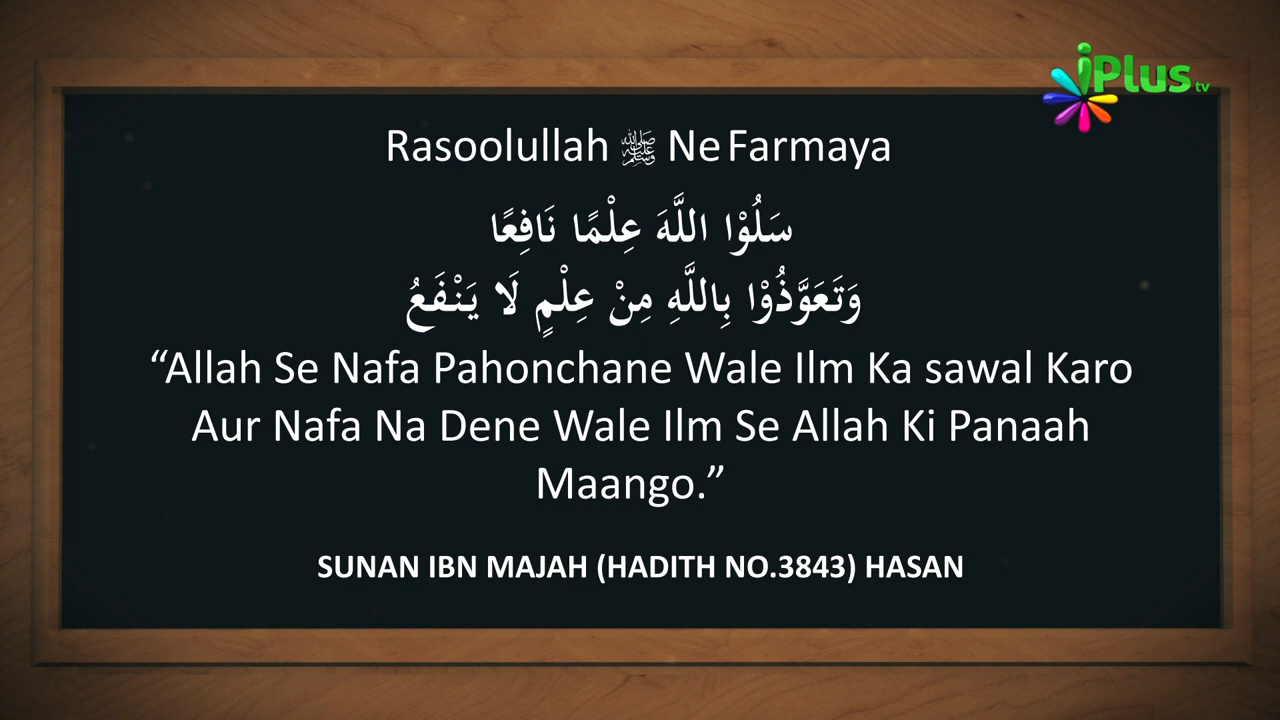 iPlus tv
Rasoolullah ﷺ Ne Farmaya
سَلُوْا اللَّهَ عِلْمًا نَافِعًا
وَتَعَوَّذُوْا بِاللَّهِ مِنْ عِلْمٍ لَا يَنْفَعُ
“Allah Se Nafa Pahonchane Wale Ilm Ka sawal Karo
Aur Nafa Na Dene Wale Ilm Se Allah Ki Panaah
Maango.”
SUNAN IBN MAJAH (HADITH NO.3843) HASAN